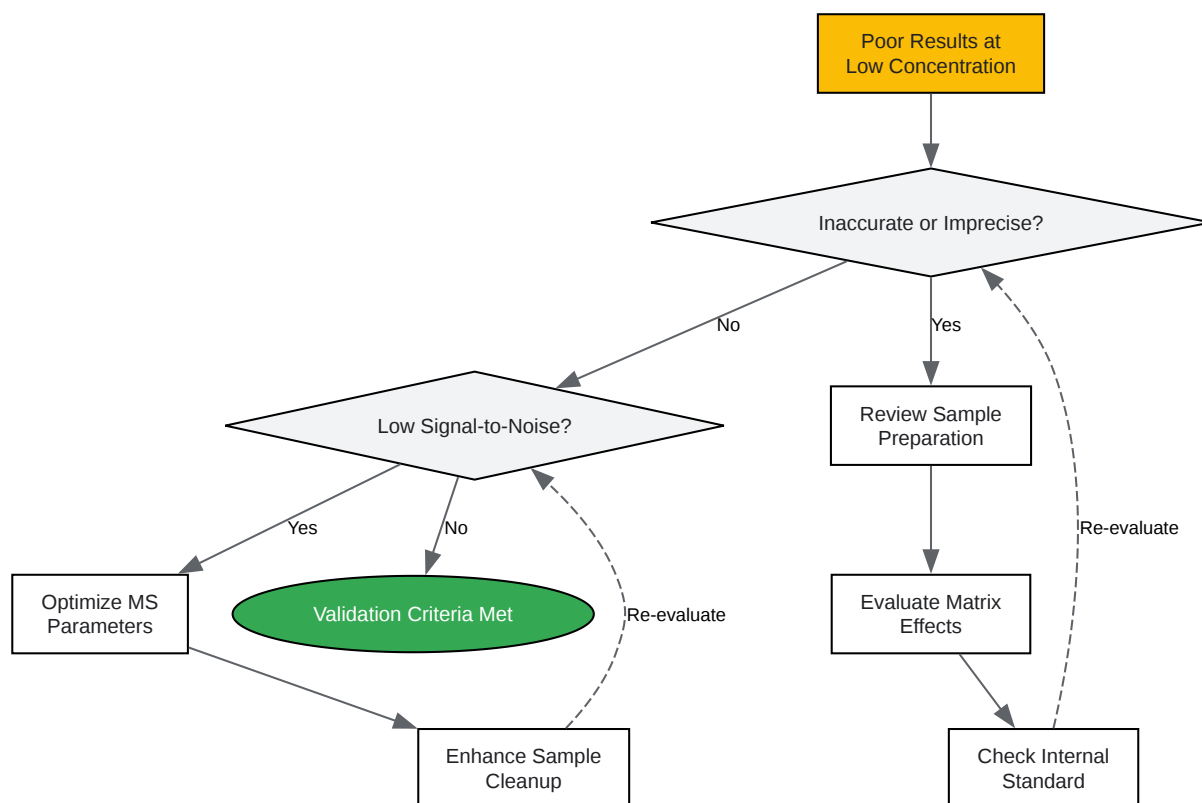 Poor Results at
Low Concentration
Inaccurate or Imprecise?
No
Yes
Low Signal-to-Noise?
Review Sample
Preparation
Yes
No
Re-evaluate
Optimize MS
Parameters
Validation Criteria Met
Re-evaluate
Evaluate Matrix
Effects
Enhance Sample
Cleanup
Check Internal
Standard